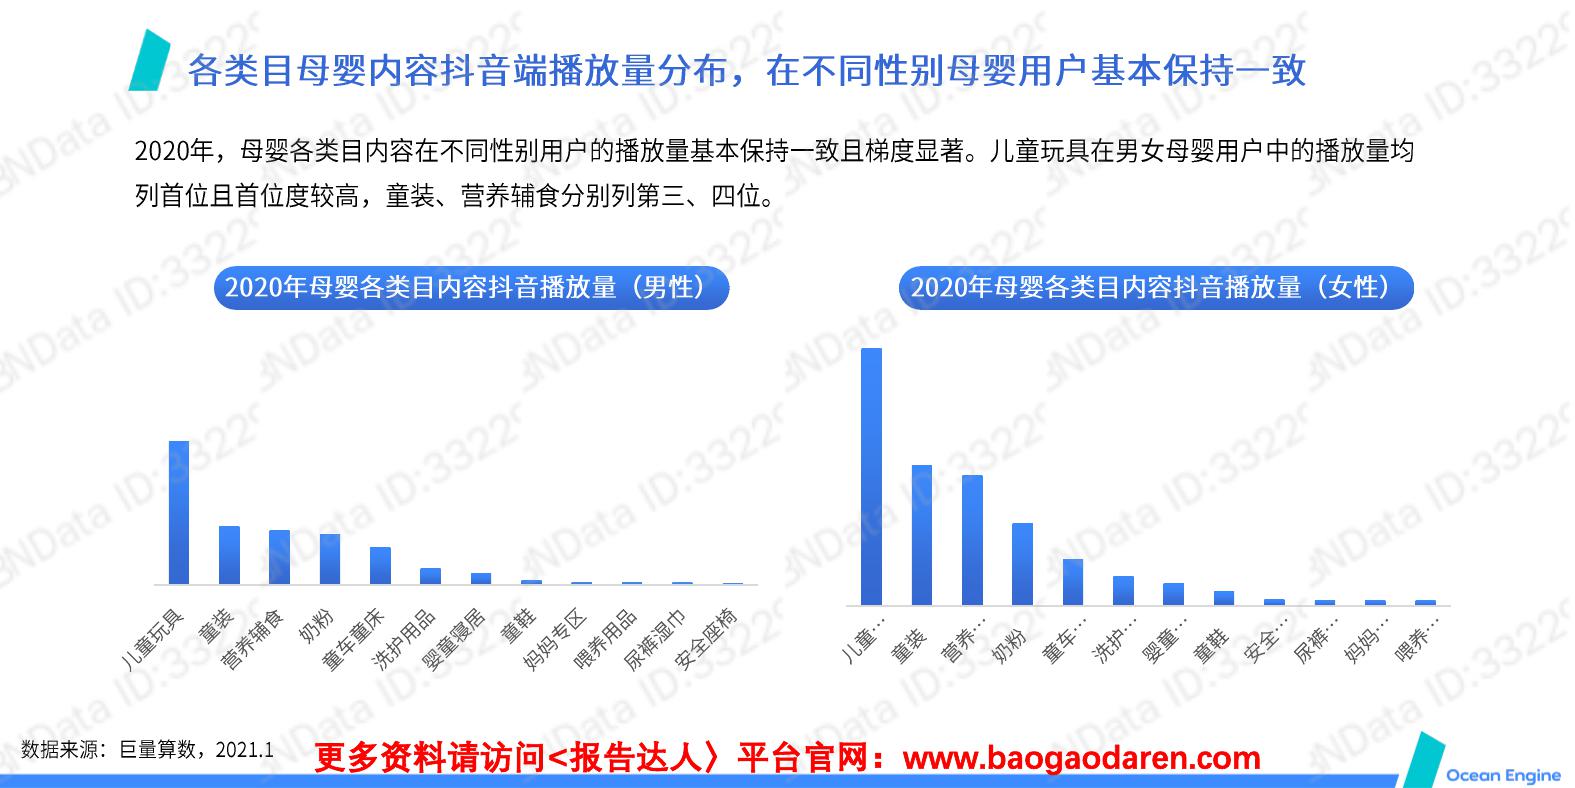 各类目母婴内容抖音端播放量分布，在不同性别母婴用户基本保持一致
2020年，母婴各类目内容在不同性别用户的播放量基本保持一致且梯度显著。儿童玩具在男女母婴用户中的播放量均
列首位且首位度较高，童装、营养辅食分别列第三、四位。
2020年母婴各类目内容抖音播放量（男性）
儿童玩具
童装
营养辅食
奶粉
童车童床
洗护用品
婴童寝居
童鞋
妈妈专区
喂养用品
尿裤湿巾
安全座椅
2020年母婴各类目内容抖音播放量（女性）
儿童…
童装
营养…
奶粉
童车…
洗护…
婴童…
童鞋
安全…
尿裤…
妈妈…
喂养…
数据来源：巨量算数，2021.1
更多资料请访问<报告达人〉平台官网：www.baogaodaren.com
Ocean Engine